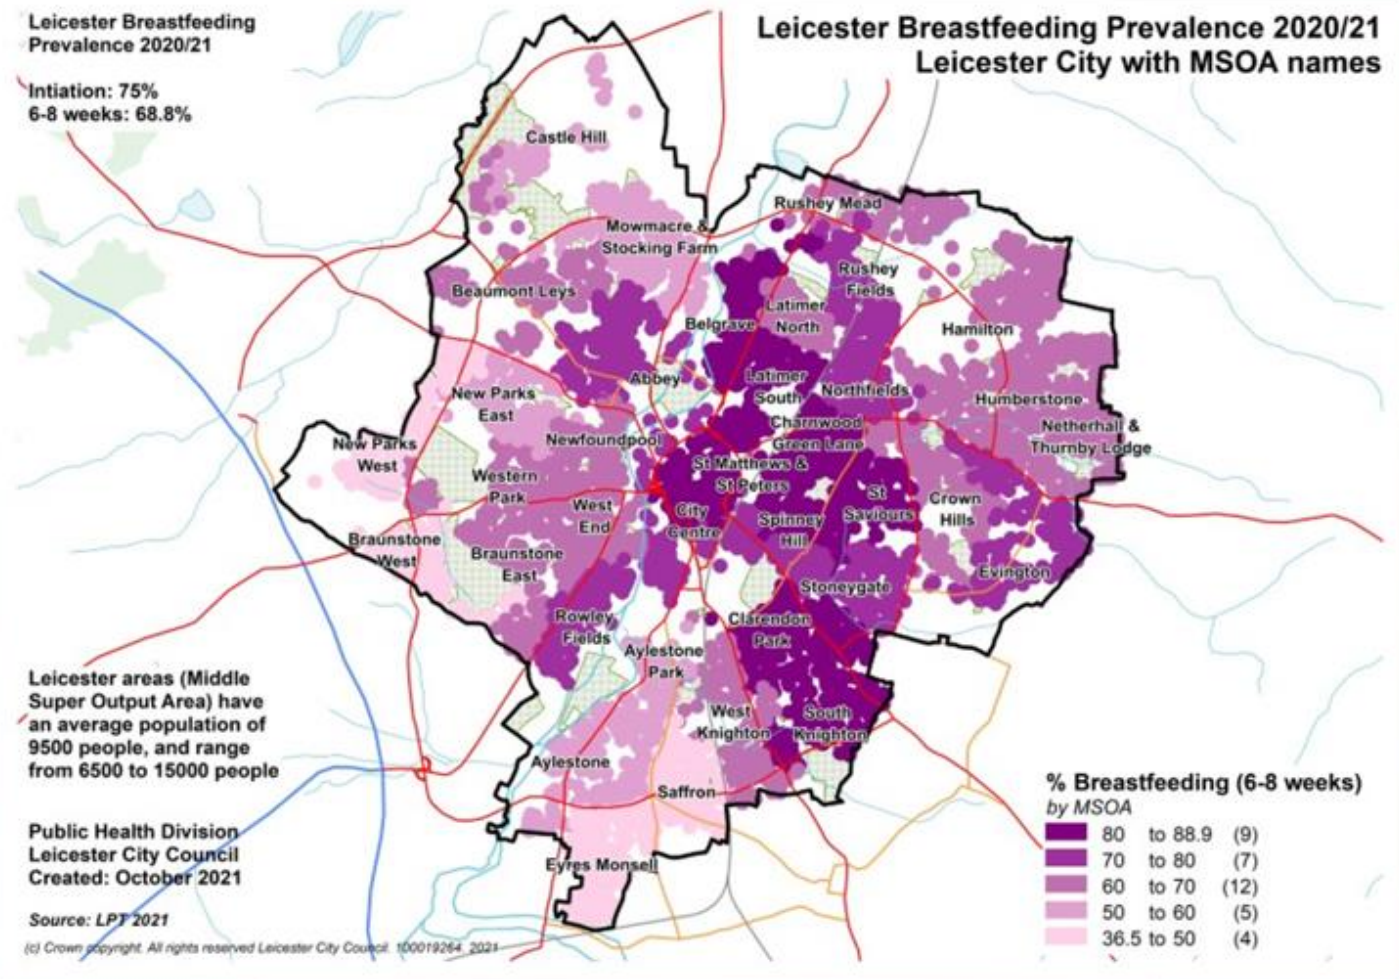 Leicester Breastfeeding
Prevalence 2020/21
Intiation: 75%
6-8 weeks: 68.8%
Leicester Breastfeeding Prevalence 2020/21
Leicester City with MSOA names
Castle Hill
Rushey Mead
Mowmacre &
Stocking Farm
Rushey
Fields
Beaumont Leys
Latimer
North
Belgrave
Hamilton
Abbey
Latimer
South
Northfields
New Parks
East
Humberstone
Charnwood
Green Lane
Netherhall &
Thurnby Lodge
New Parks
West
Newfoundpool
St Matthews &
St Peters
Western
Park
West
End
City
Centre
Spinney
Hill
St
Saviours
Crown
Hills
Braunstone
West
Braunstone
East
Evington
Stoneygate
Rowley
Fields
Clarendon
Park
Aylestone
Park
West
Knighton
South
Knighton
Aylestone
Saffron
Eyres Monsell
Leicester areas (Middle
Super Output Area) have
an average population of
9500 people, and range
from 6500 to 15000 people
Public Health Division
Leicester City Council
Created: October 2021
Source: LPT 2021
(c) Crown copyright. All rights reserved Leicester City Council. 100019264. 2021
% Breastfeeding (6-8 weeks)
by MSOA
80 to 88.9 (9)
70 to 80 (7)
60 to 70 (12)
50 to 60 (5)
36.5 to 50 (4)